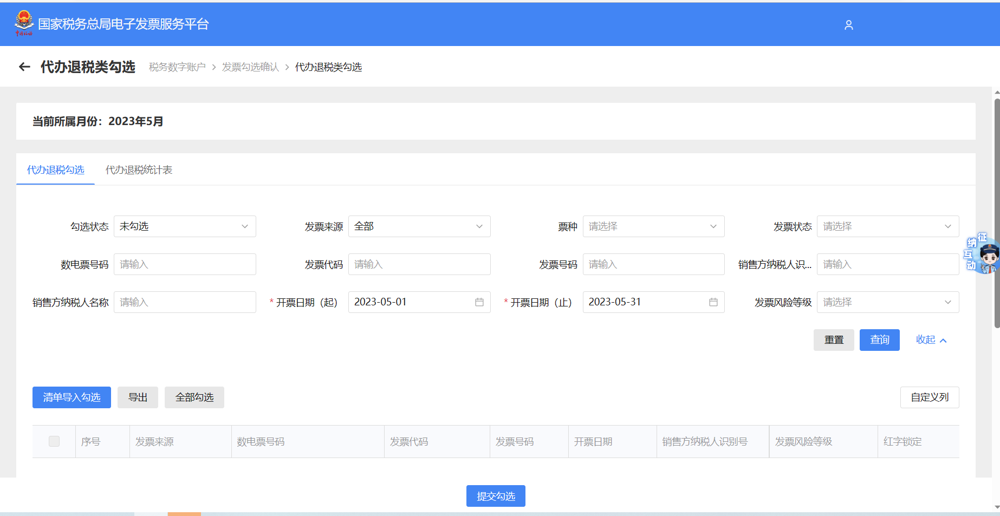 国家税务总局电子发票服务平台
代办退税类勾选 税务数字账户 > 发票勾选确认 > 代办退税类勾选
当前所属月份：2023年5月
代办退税勾选 代办退税统计表
勾选状态 未勾选 发票来源 全部 票种 请选择 发票状态 请选择
征纳互动
数电票号码 请输入 发票代码 请输入 发票号码 请输入 销售方纳税人识... 请输入
销售方纳税人名称 请输入 * 开票日期（起） 2023-05-01 * 开票日期（止） 2023-05-31 发票风险等级 请选择
重置 查询 收起
清单导入勾选 导出 全部勾选 自定义列
序号 发票来源 数电票号码 发票代码 发票号码 开票日期 销售方纳税人识别号 发票风险等级 红字锁定
提交勾选